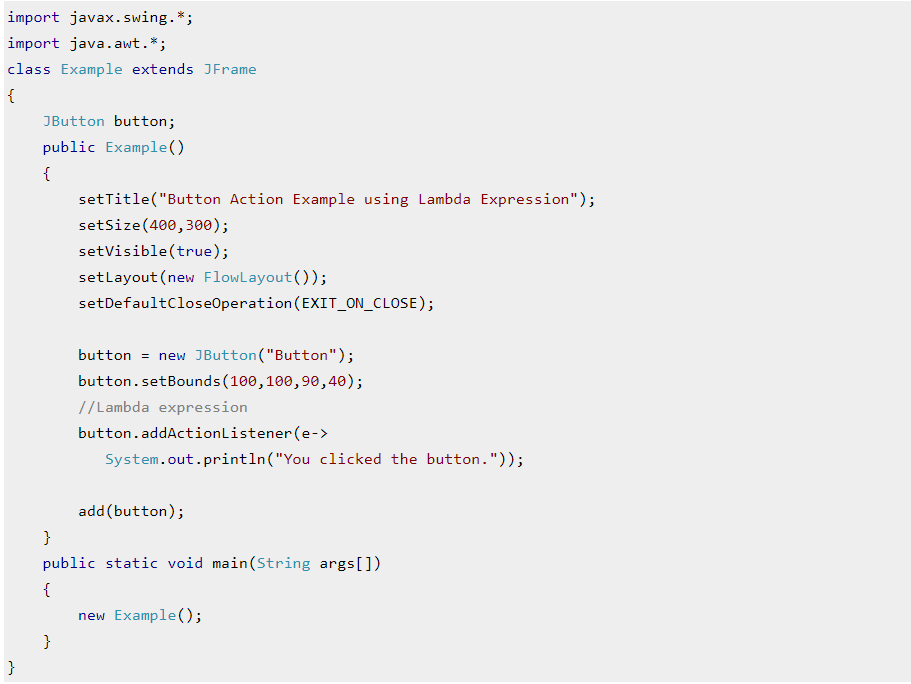 import javax.swing.*;
import java.awt.*;
class Example extends JFrame
{
    JButton button;
    public Example()
    {
        setTitle("Button Action Example using Lambda Expression");
        setSize(400,300);
        setVisible(true);
        setLayout(new FlowLayout());
        setDefaultCloseOperation(EXIT_ON_CLOSE);

        button = new JButton("Button");
        button.setBounds(100,100,90,40);
        //Lambda expression
        button.addActionListener(e->
           System.out.println("You clicked the button."));

        add(button);
    }
    public static void main(String args[])
    {
        new Example();
    }
}